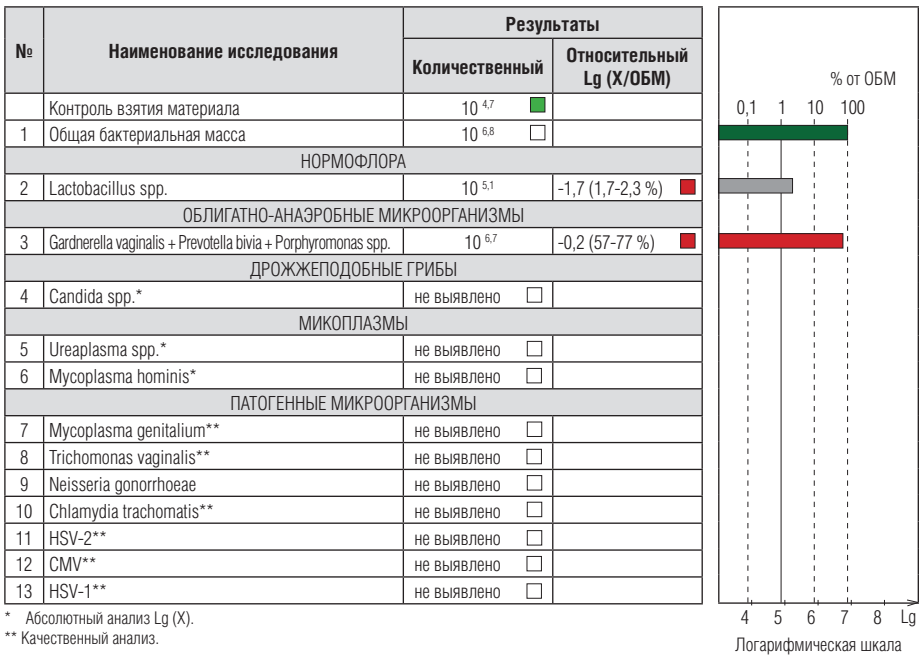 № Наименование исследования Результаты
Количественный Относительный Lg (X/ОБМ)
Контроль взятия материала 10 4,7
1 Общая бактериальная масса 10 6,8
НОРМОФЛОРА
2 Lactobacillus spp. 10 5,1 -1,7 (1,7-2,3 %)
ОБЛИГАТНО-АНАЭРОБНЫЕ МИКРООРГАНИЗМЫ
3 Gardnerella vaginalis + Prevotella bivia + Porphyromonas spp. 10 6,7 -0,2 (57-77 %)
ДРОЖЖЕПОДОБНЫЕ ГРИБЫ
4 Candida spp.* не выявлено
МИКОПЛАЗМЫ
5 Ureaplasma spp.* не выявлено
6 Mycoplasma hominis* не выявлено
ПАТОГЕННЫЕ МИКРООРГАНИЗМЫ
7 Mycoplasma genitalium** не выявлено
8 Trichomonas vaginalis** не выявлено
9 Neisseria gonorrhoeae не выявлено
10 Chlamydia trachomatis** не выявлено
11 HSV-2** не выявлено
12 CMV** не выявлено
13 HSV-1** не выявлено
* Абсолютный анализ Lg (X).
** Качественный анализ.
% от ОБМ
0,1 1 10 100
4 5 6 7 8 Lg
Логарифмическая шкала